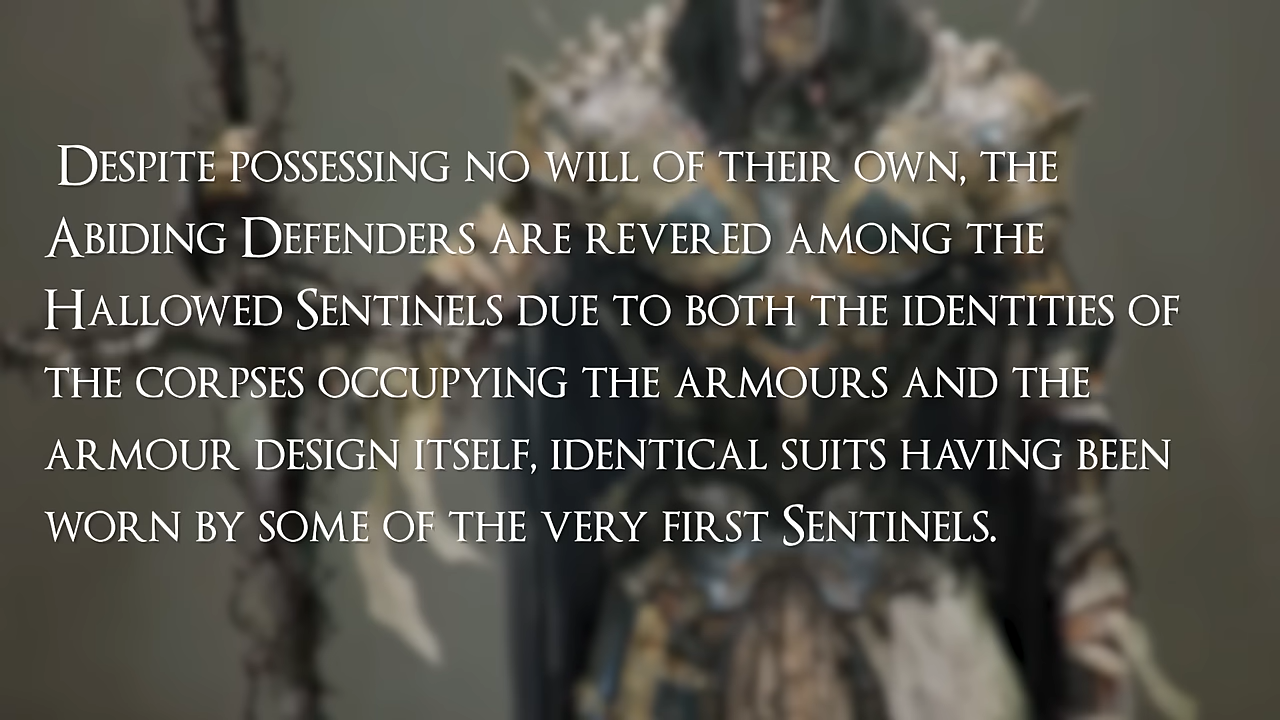 Despite possessing no will of their own, the
Abiding Defenders are revered among the
Hallowed Sentinels due to both the identities of
the corpses occupying the armours and the
armour design itself, identical suits having been
worn by some of the very first Sentinels.